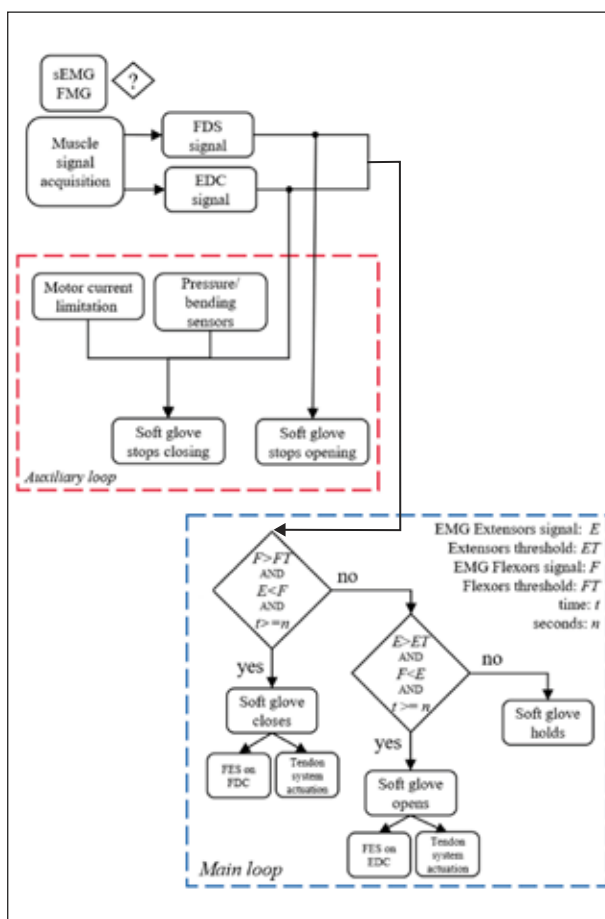 sEMG
FMG
?
Muscle
signal
acquisition
FDS
signal
EDC
signal
Motor current
limitation
Pressure/
bending
sensors
Soft glove
stops closing
Soft glove
stops opening
Auxiliary loop
EMG Extensors signal: E
Extensors threshold: ET
EMG Flexors signal: F
Flexors threshold: FT
time: t
seconds: n
F>FT
AND
E<F
AND
t>=n
no
yes
E>ET
AND
F<E
AND
t >= n
no
yes
Soft glove
closes
Soft glove
holds
FES on
FDC
Tendon
system
actuation
Soft glove
opens
FES on
EDC
Tendon
system
actuation
Main loop